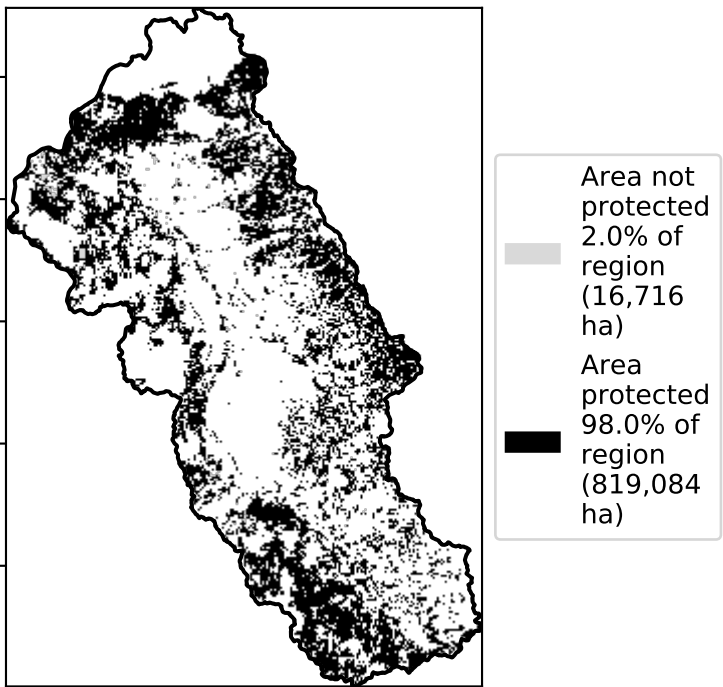 Area not
protected
2.0% of
region
(16,716
ha)
Area
protected
98.0% of
region
(819,084
ha)